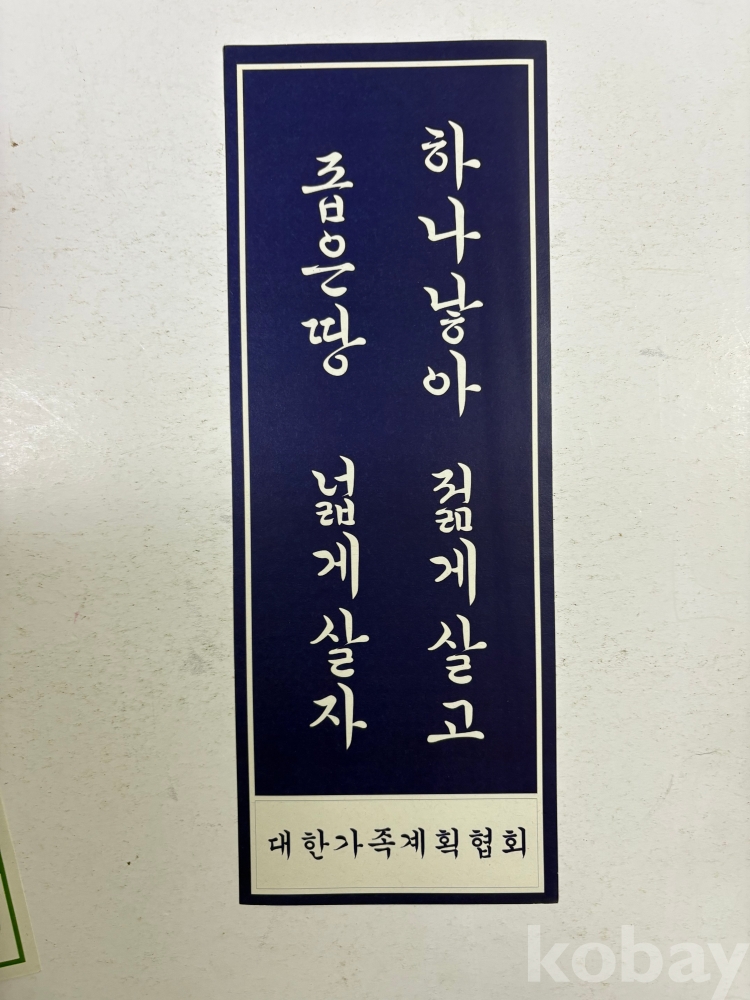 하나낳아 젊게살고
좁은땅 넓게살자
대한가족계획협회
kobay